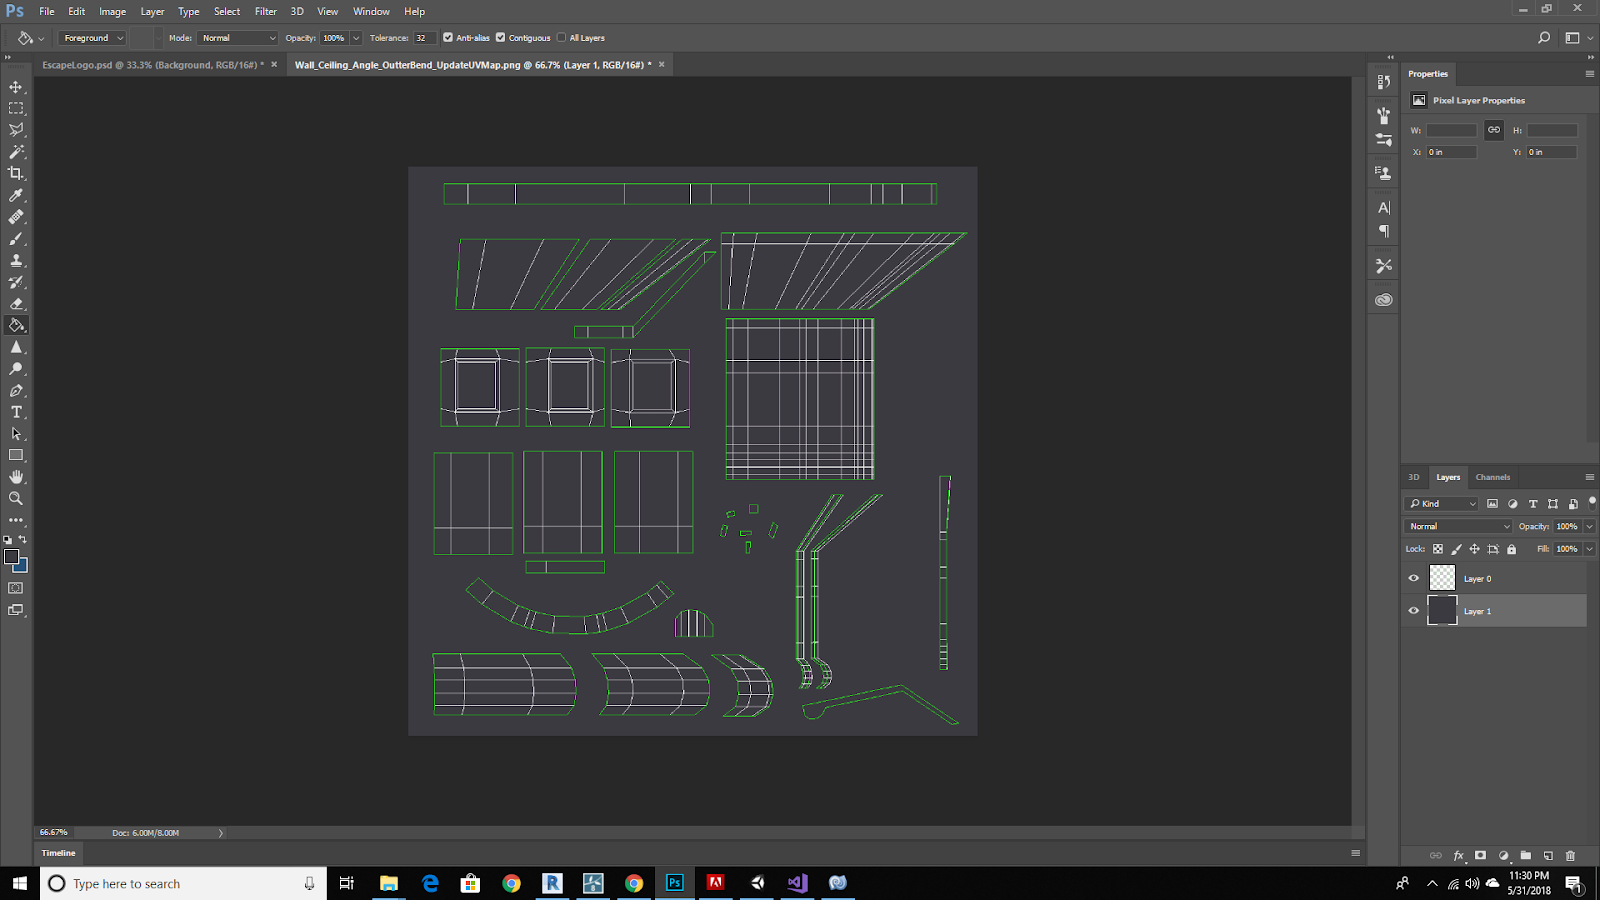 Ps File Edit Image Layer Type Select Filter 3D View Window Help
Foreground Mode: Normal Opacity: 100% Tolerance: 32 Anti-alias Contiguous All Layers
EscapeLogo.psd @ 33.3% (Background, RGB/16#) * × Wall_Ceiling_Angle_OutterBend_UpdateUVMap.png @ 66.7% (Layer 1, RGB/16#) * ×
Properties
Pixel Layer Properties
W: H:
X: 0 in Y: 0 in
3D Layers Channels
Kind
Normal Opacity: 100%
Lock: Fill: 100%
Layer 0
Layer 1
66.67% Doc: 6.00M/8.00M
Timeline
Type here to search
11:30 PM
5/31/2018
1